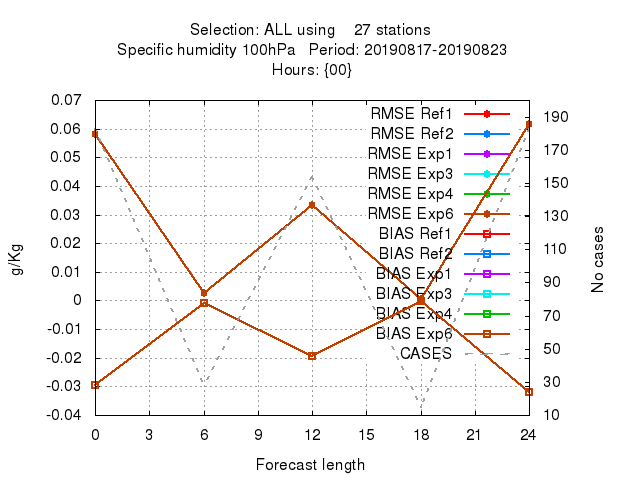 Selection: ALL using    27 stations
Specific humidity 100hPa   Period: 20190817-20190823
Hours: {00}
0.07
0.06
0.05
0.04
0.03
0.02
0.01
0
-0.01
-0.02
-0.03
-0.04
g/Kg
RMSE Ref1
RMSE Ref2
RMSE Exp1
RMSE Exp3
RMSE Exp4
RMSE Exp6
BIAS Ref1
BIAS Ref2
BIAS Exp1
BIAS Exp3
BIAS Exp4
BIAS Exp6
CASES
190
170
150
130
110
90
70
50
30
10
No cases
0 3 6 9 12 15 18 21 24
Forecast length